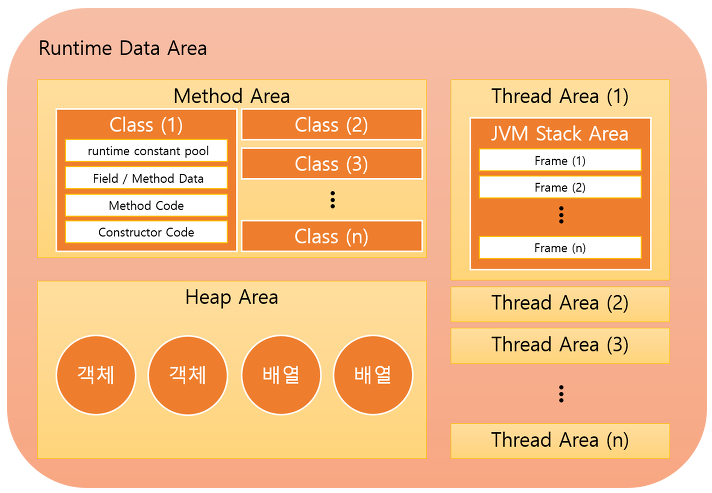 Runtime Data Area
Method Area
Class (1)
runtime constant pool
Field / Method Data
Method Code
Constructor Code
Class (2)
Class (3)
Class (n)
Heap Area
객체
객체
배열
배열
Thread Area (1)
JVM Stack Area
Frame (1)
Frame (2)
Frame (n)
Thread Area (2)
Thread Area (3)
Thread Area (n)